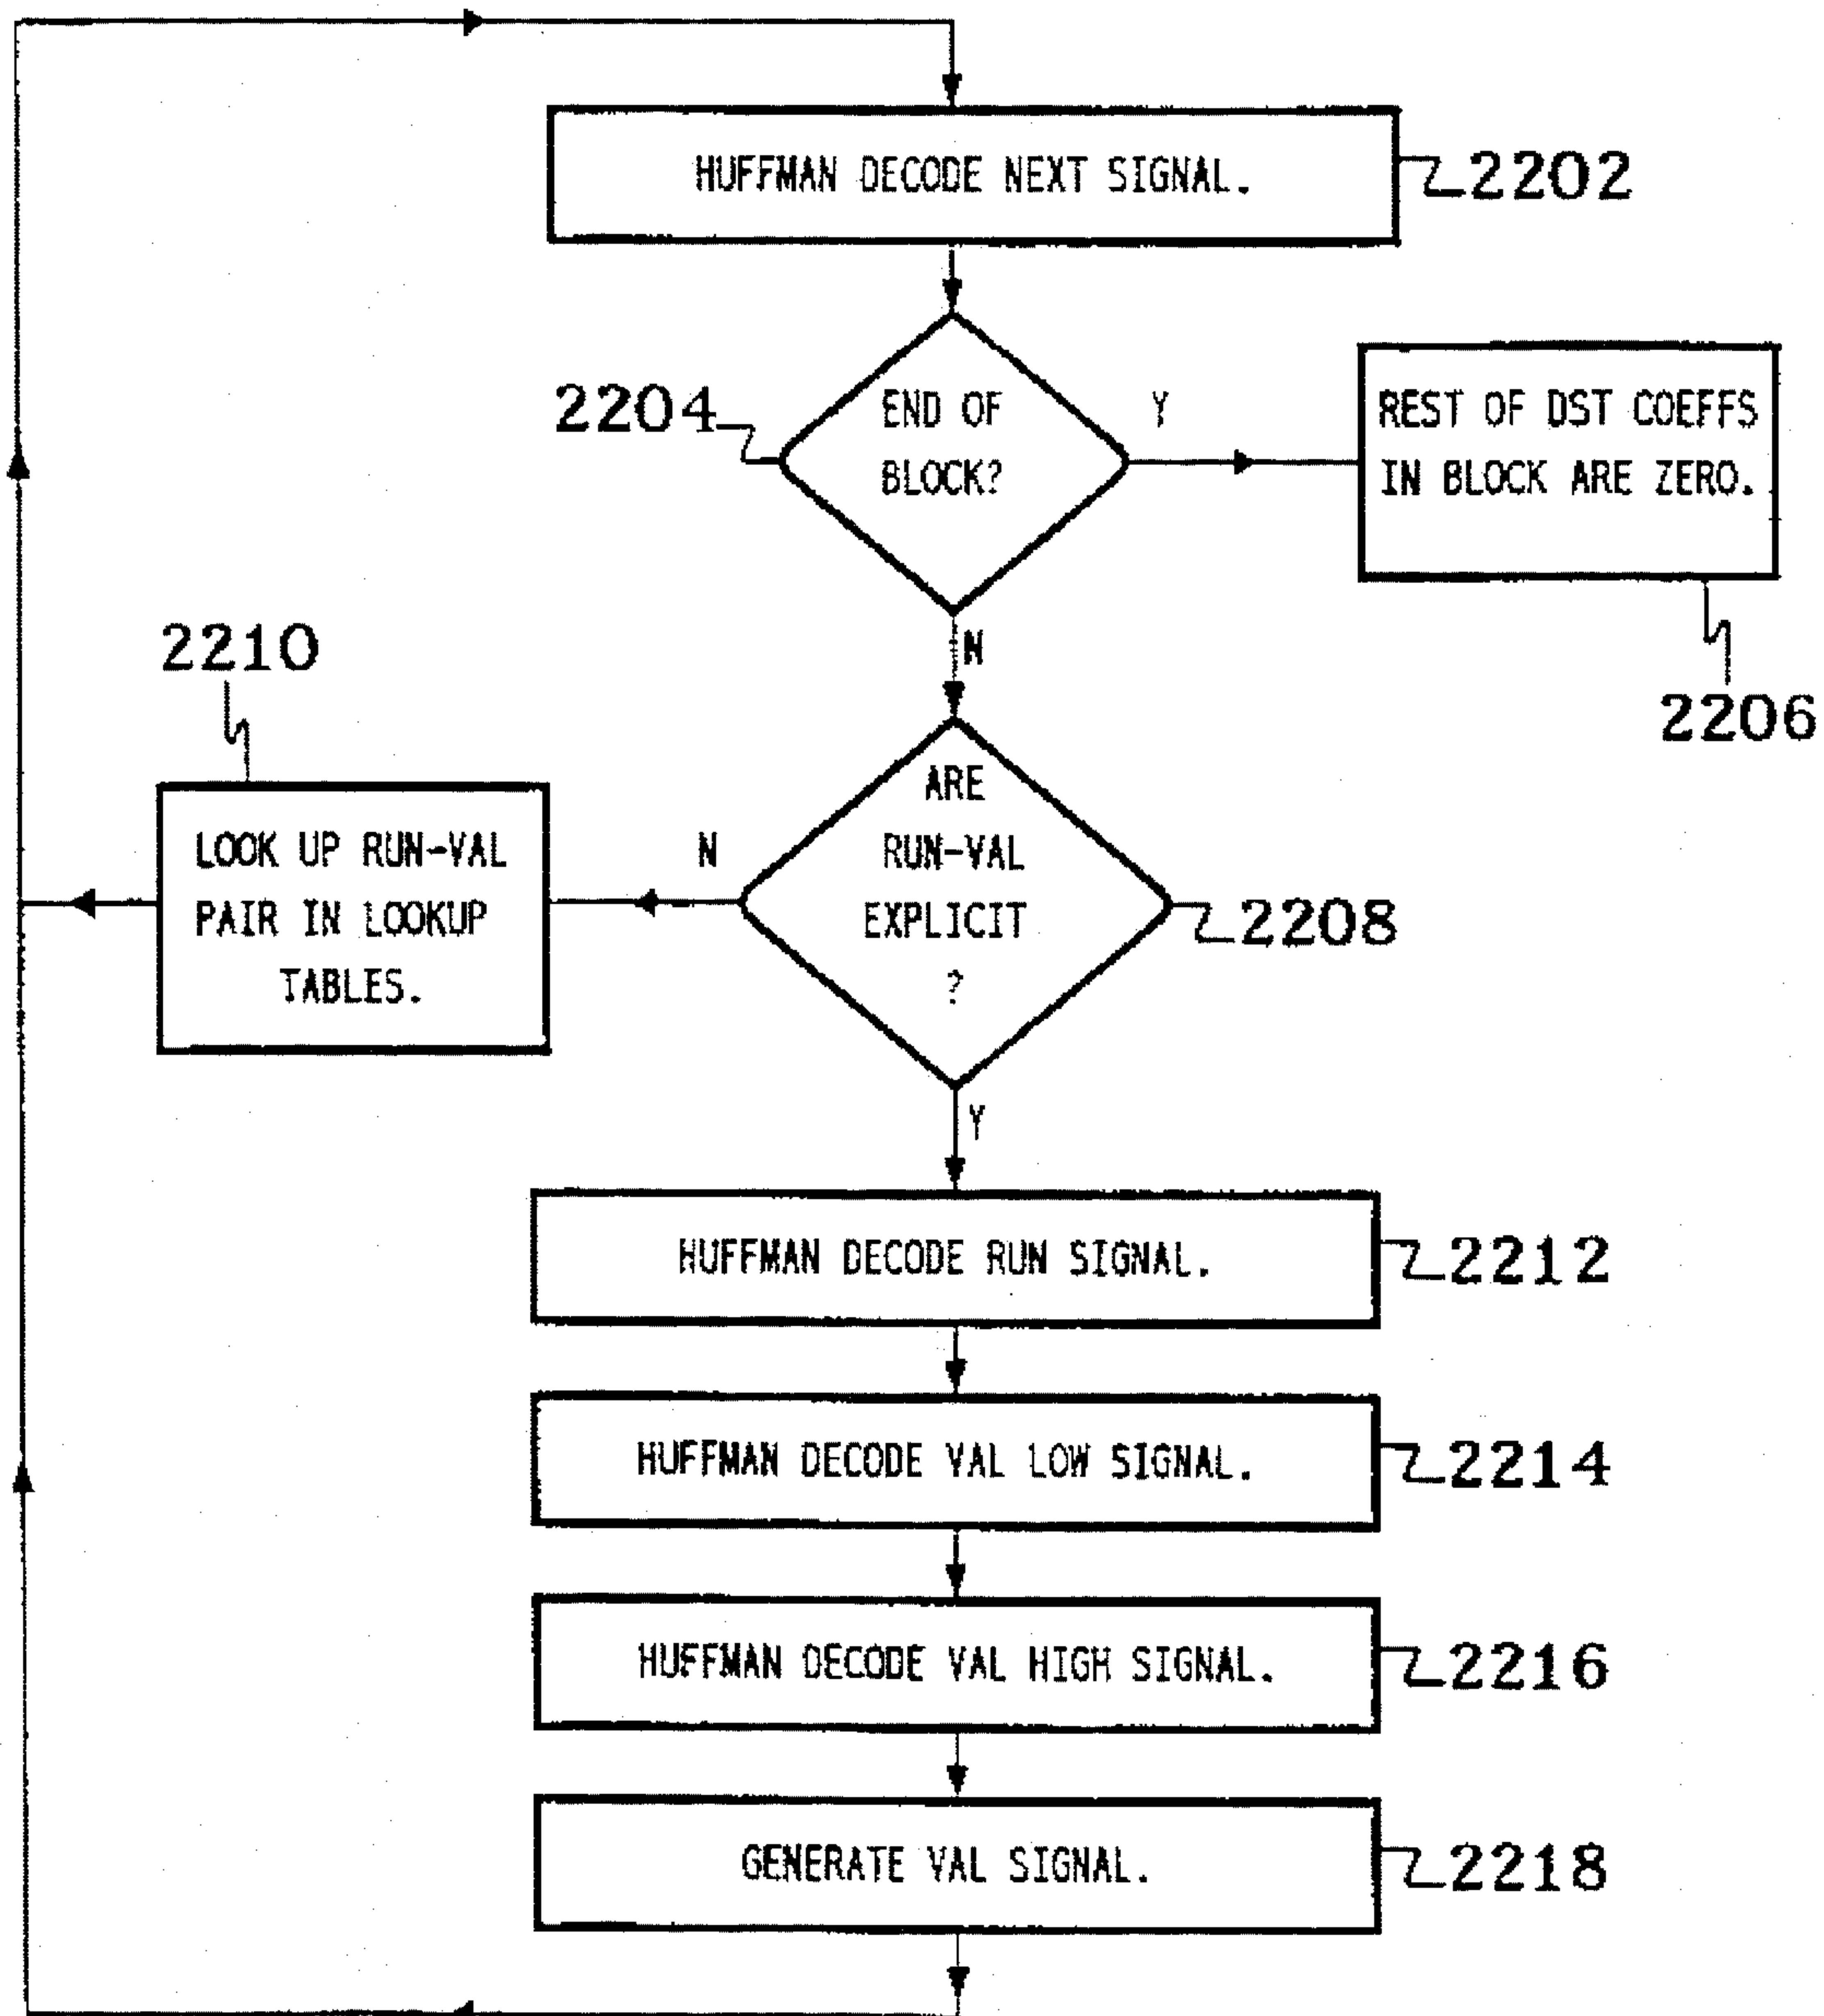 HUFFMAN DECODE NEXT SIGNAL.
2202
2204
END OF
BLOCK?
Y
REST OF DST COEFFS
IN BLOCK ARE ZERO.
2206
N
2210
LOOK UP RUN-VAL
PAIR IN LOOKUP
TABLES.
N
ARE
RUN-VAL
EXPLICIT
?
2208
Y
HUFFMAN DECODE RUN SIGNAL.
2212
HUFFMAN DECODE VAL LOW SIGNAL.
2214
HUFFMAN DECODE VAL HIGH SIGNAL.
2216
GENERATE VAL SIGNAL.
2218